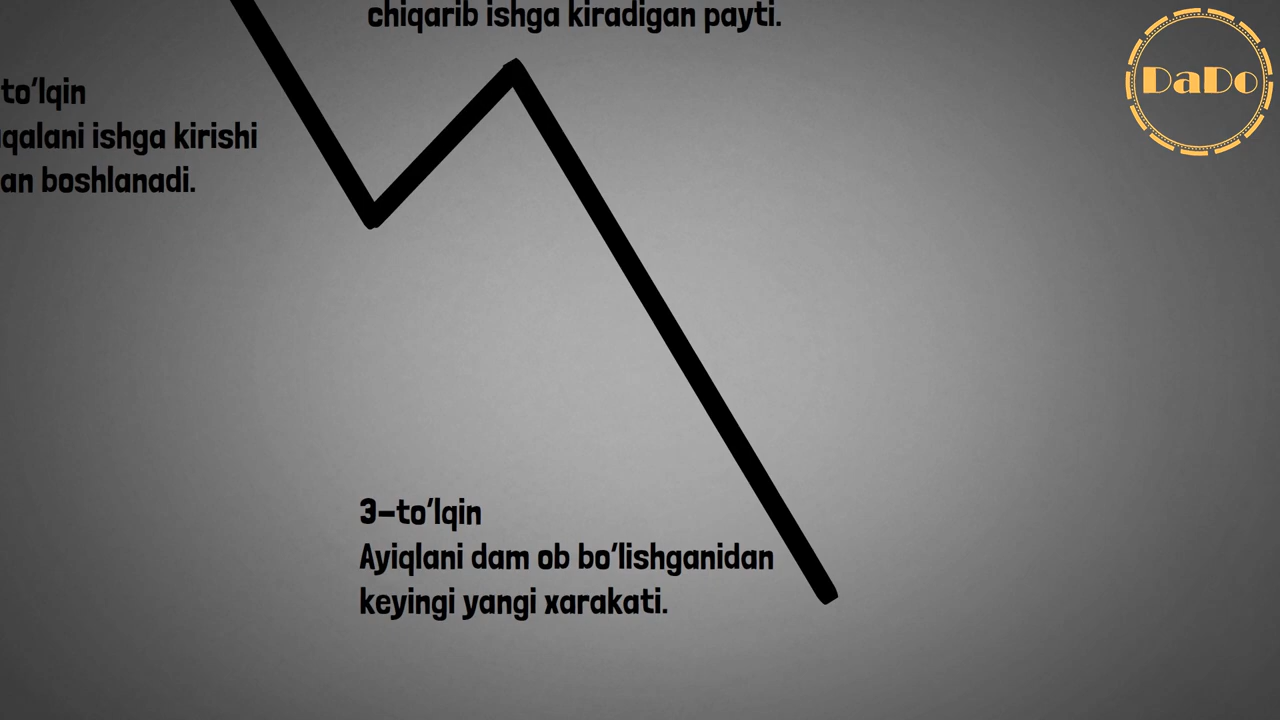 chiqarib ishga kiradigan payti.
DaDo
to'lqin
qalani ishga kirishi
an boshlanadi.
3-to'lqin
Ayiqlani dam ob bo'lishganidan
keyingi yangi xarakati.